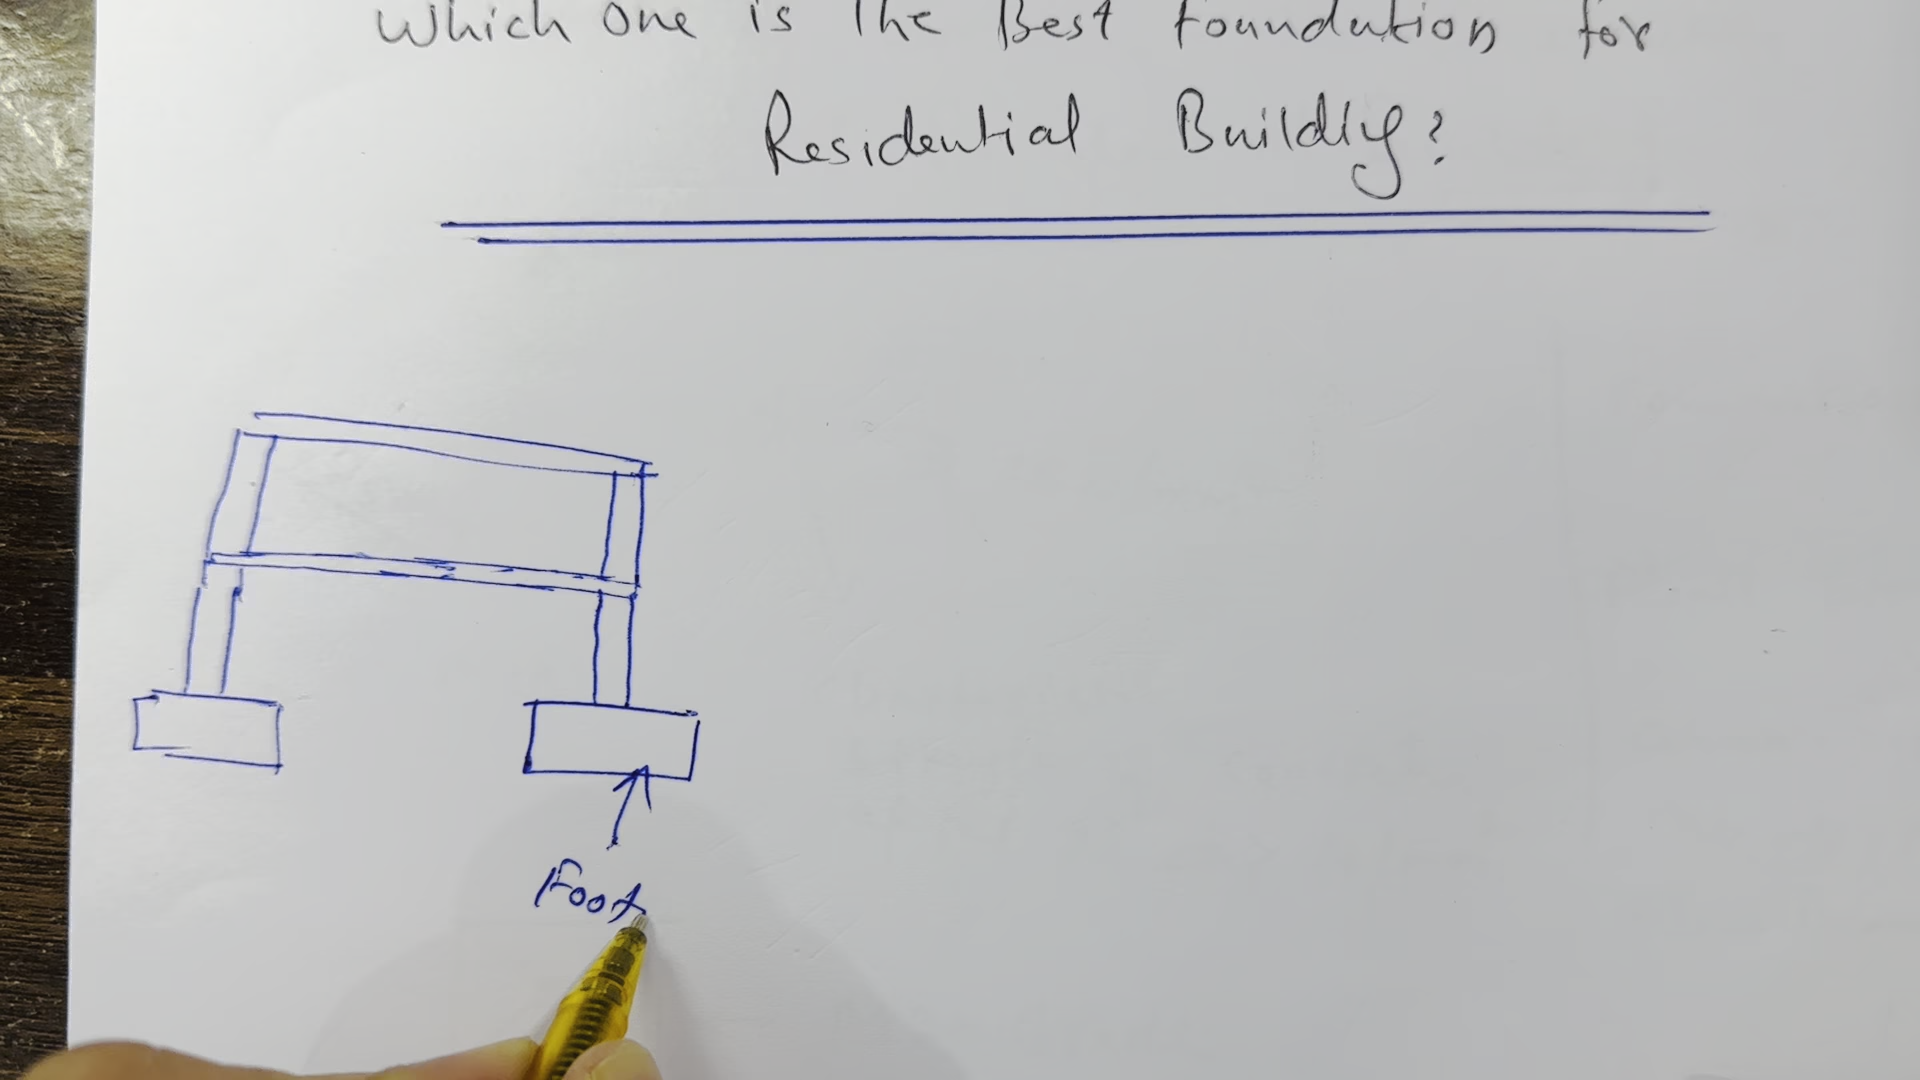 Which one is The Best foundation for
Residential Buildig?
Foot